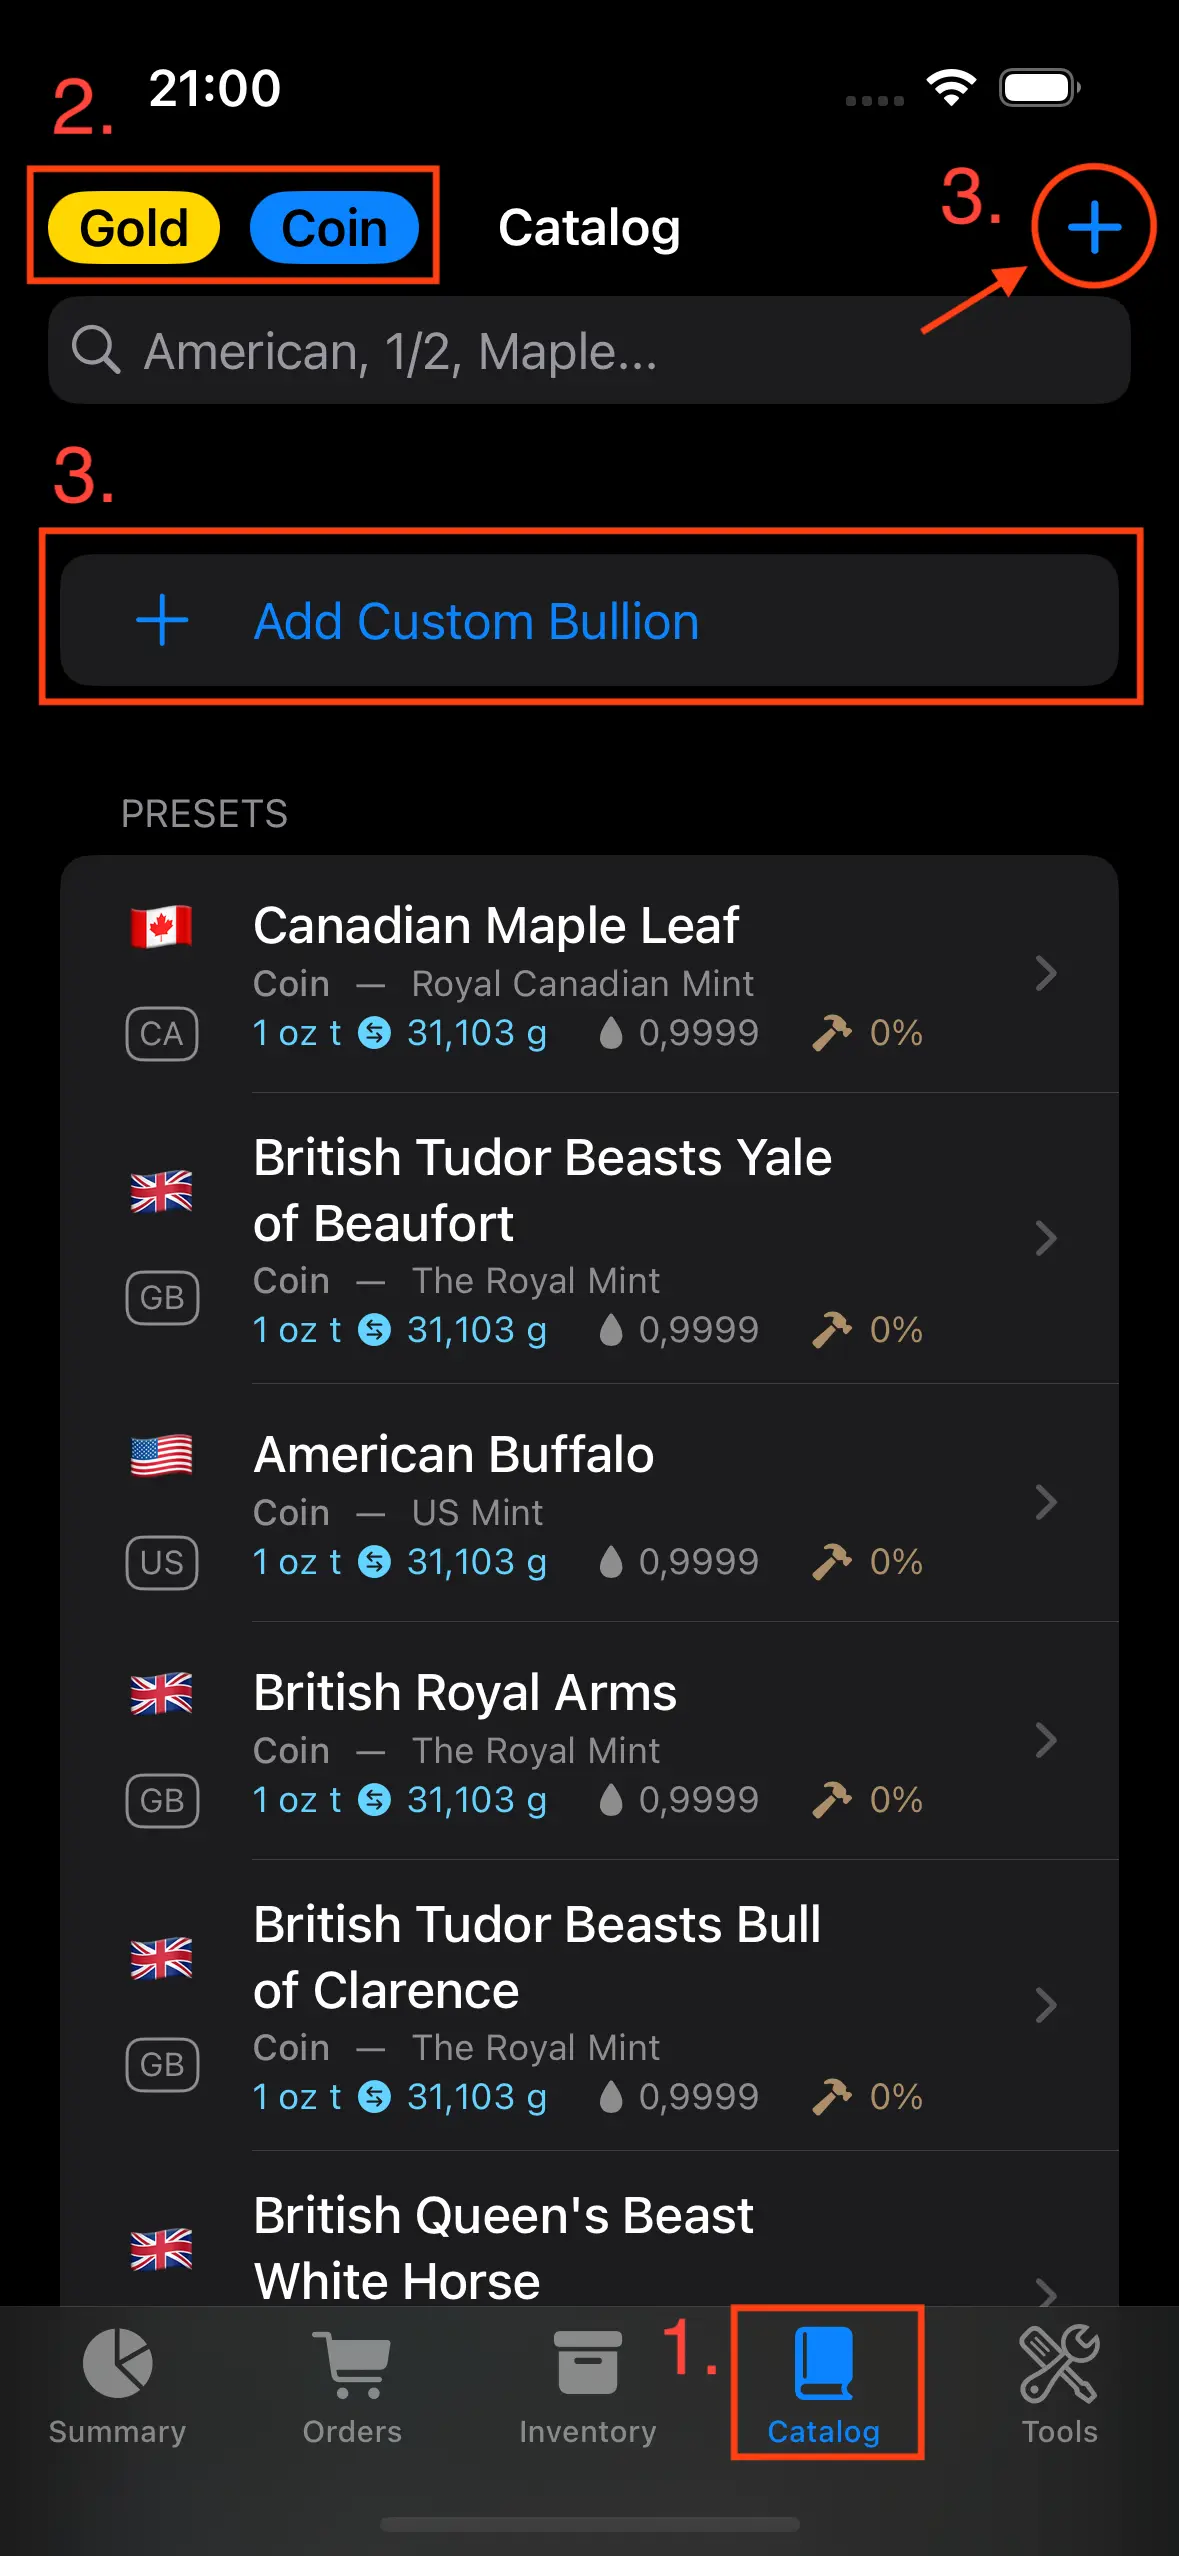 2.
21:00
Gold
Coin
Catalog
3.
American, 1/2, Maple...
3.
Add Custom Bullion
PRESETS
Canadian Maple Leaf
Coin — Royal Canadian Mint
CA
1 oz t 31,103 g 0,9999 0%
British Tudor Beasts Yale
of Beaufort
Coin — The Royal Mint
GB
1 oz t 31,103 g 0,9999 0%
American Buffalo
Coin — US Mint
US
1 oz t 31,103 g 0,9999 0%
British Royal Arms
Coin — The Royal Mint
GB
1 oz t 31,103 g 0,9999 0%
British Tudor Beasts Bull
of Clarence
Coin — The Royal Mint
GB
1 oz t 31,103 g 0,9999 0%
British Queen's Beast
White Horse
1.
Summary
Orders
Inventory
Catalog
Tools